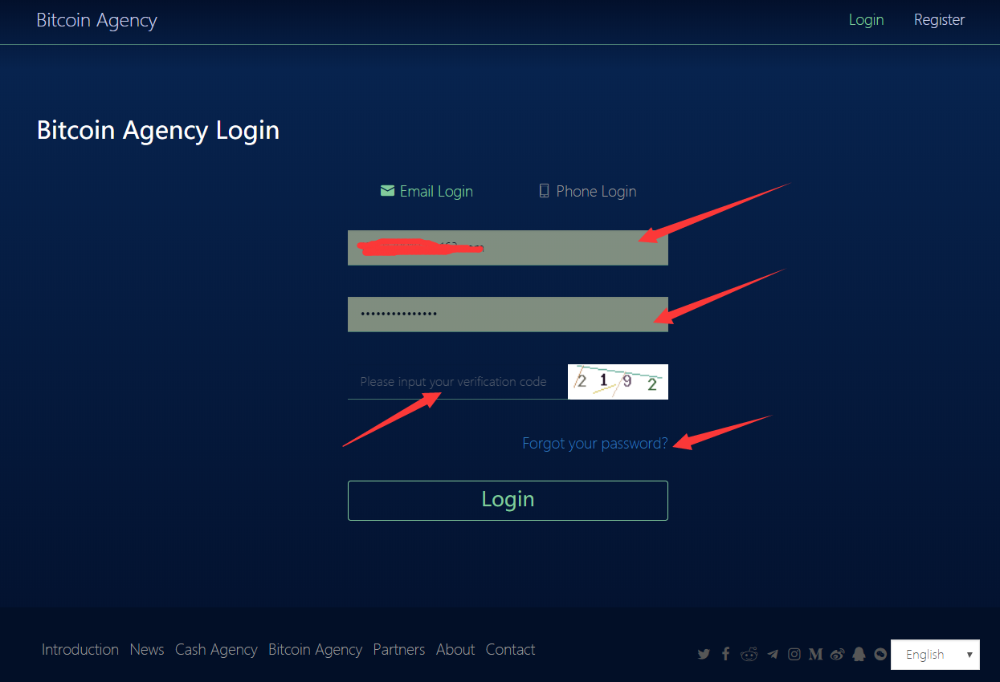 Bitcoin Agency Login Register
Bitcoin Agency Login
Email Login Phone Login
•••••••••••••••
Please input your verification code 2192
Forgot your password?
Login
Introduction News Cash Agency Bitcoin Agency Partners About Contact English